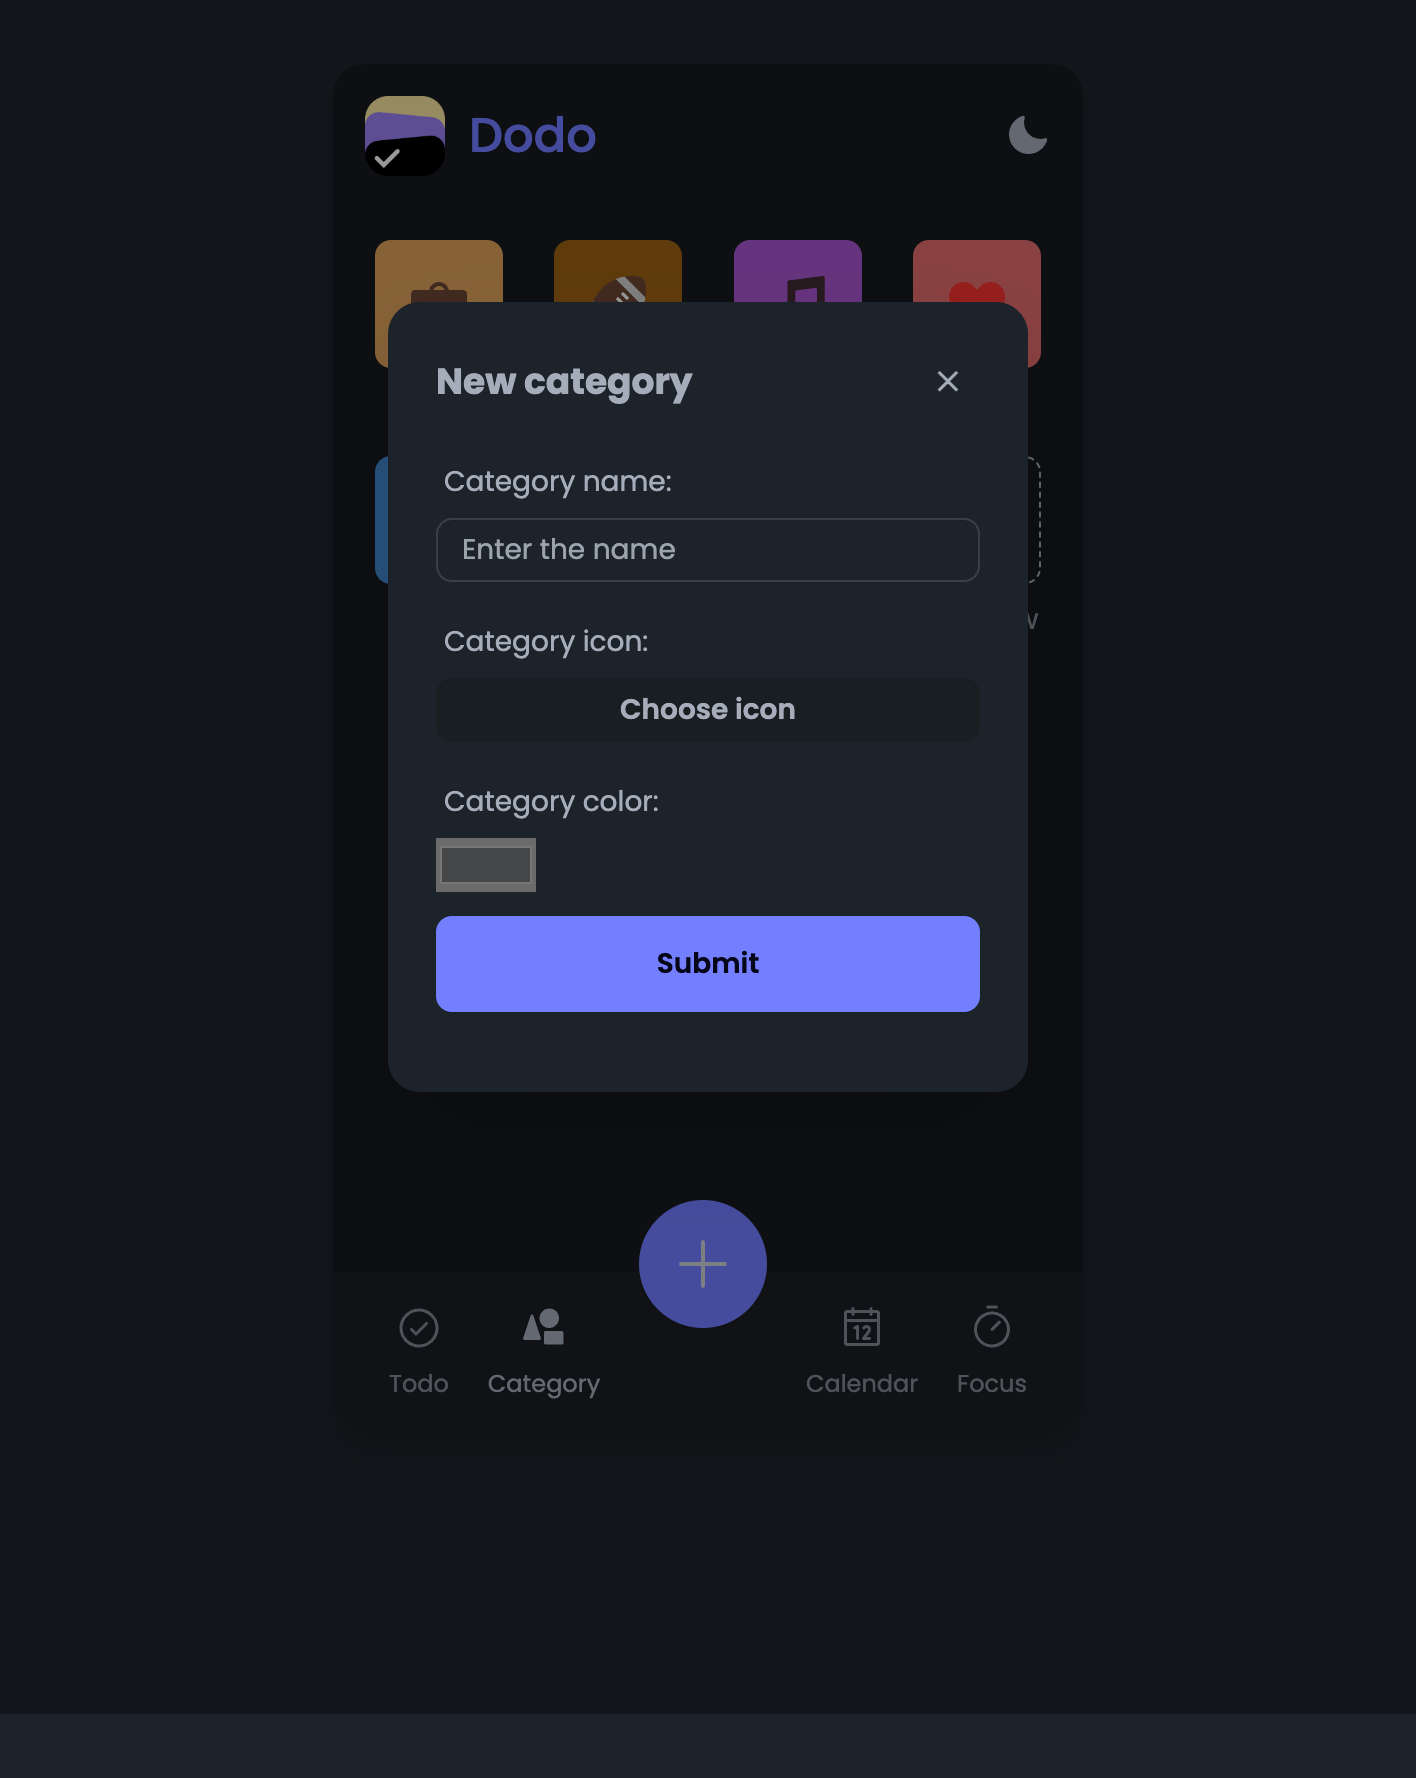 Dodo
New category
Category name:
Enter the name
Category icon:
Choose icon
Category color:
Submit
12
Todo
Category
Calendar
Focus